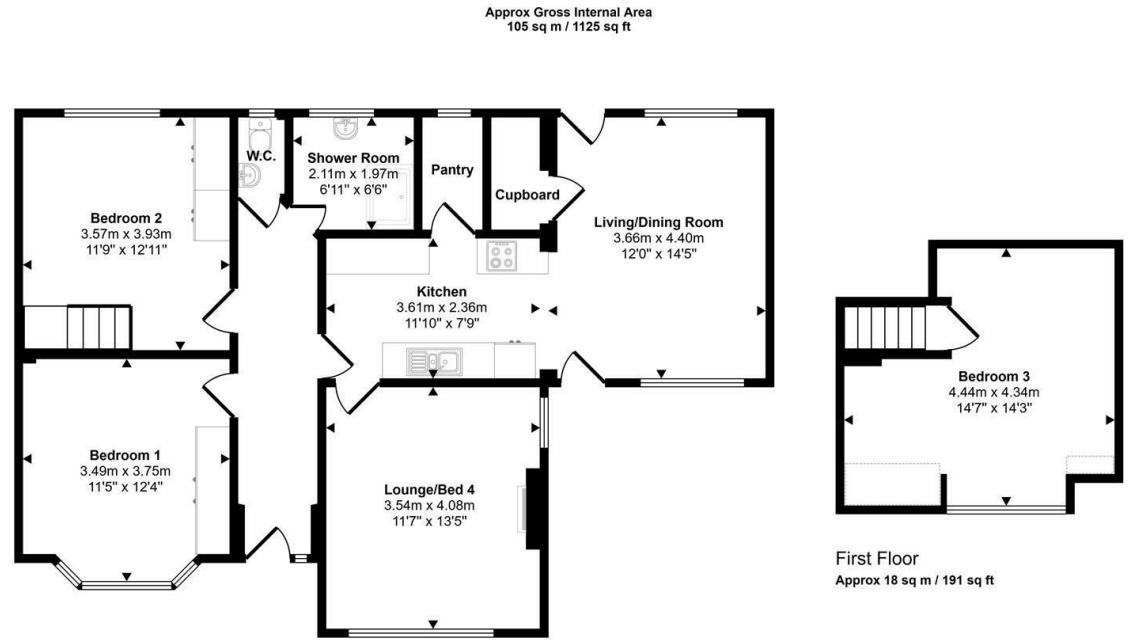 Approx Gross Internal Area
105 sq m / 1125 sq ft
W.C.
Shower Room
2.11m x 1.97m
6'11" x 6'6"
Pantry
Cupboard
Living/Dining Room
3.66m x 4.40m
12'0" x 14'5"
Bedroom 2
3.57m x 3.93m
11'9" x 12'11"
Kitchen
3.61m x 2.36m
11'10" x 7'9"
Bedroom 3
4.44m x 4.34m
14'7" x 14'3"
Bedroom 1
3.49m x 3.75m
11'5" x 12'4"
Lounge/Bed 4
3.54m x 4.08m
11'7" x 13'5"
First Floor
Approx 18 sq m / 191 sq ft